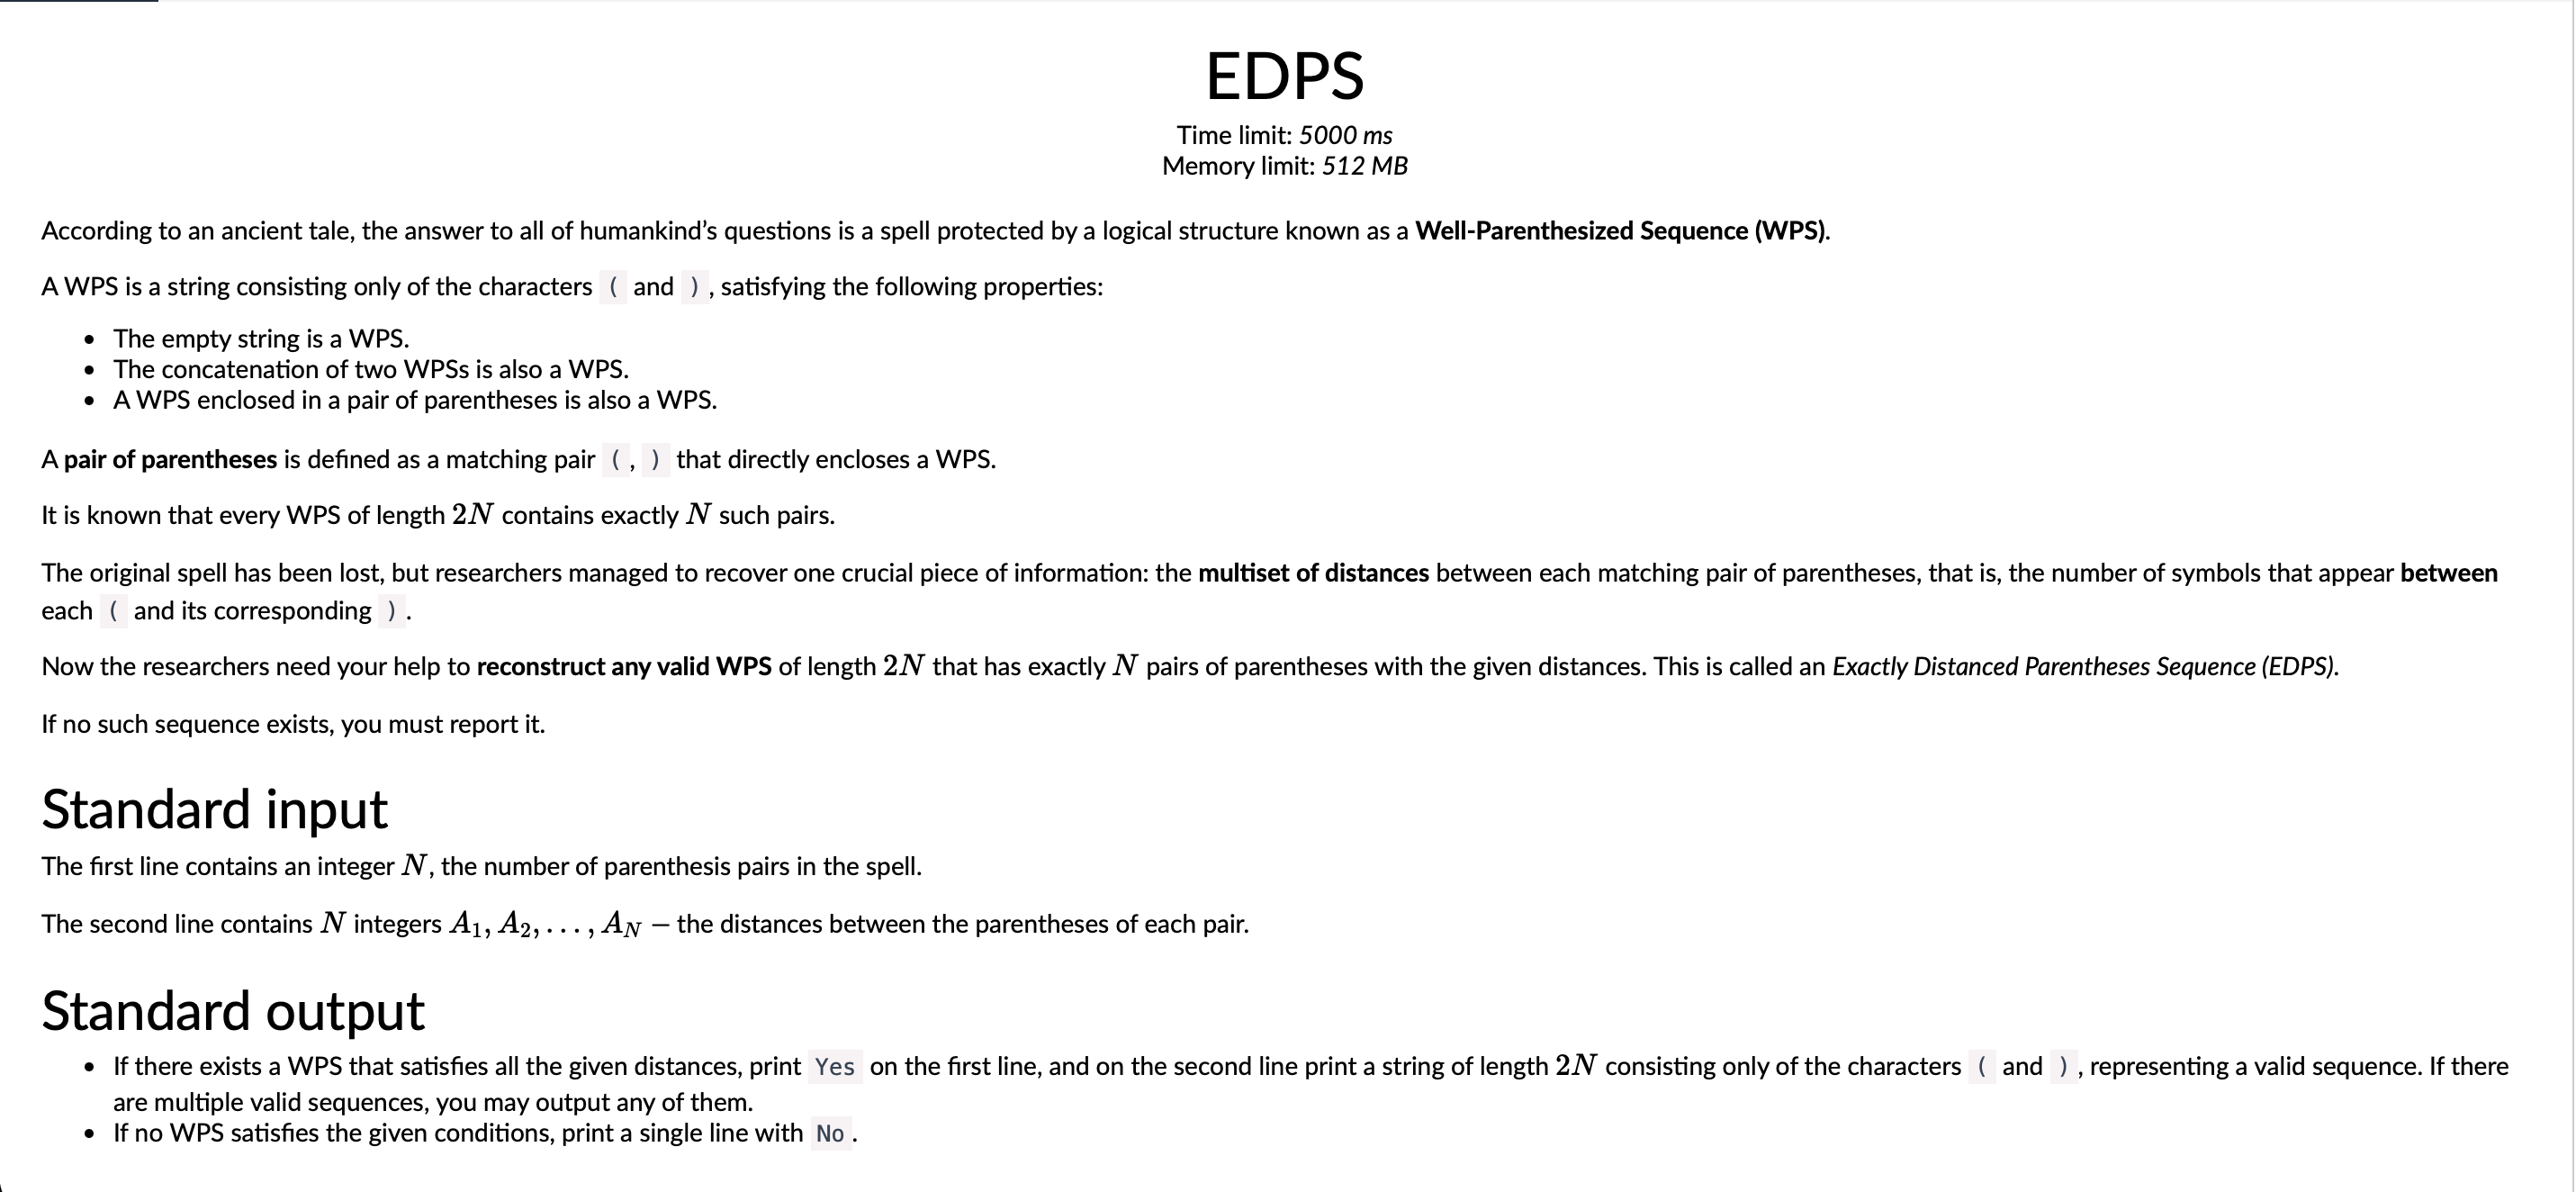 EDPS
Time limit: 5000 ms
Memory limit: 512 MB
According to an ancient tale, the answer to all of humankind’s questions is a spell protected by a logical structure known as a Well-Parenthesized Sequence (WPS).
A WPS is a string consisting only of the characters ( and ) , satisfying the following properties:
• The empty string is a WPS.
• The concatenation of two WPSs is also a WPS.
• A WPS enclosed in a pair of parentheses is also a WPS.
A pair of parentheses is defined as a matching pair ( , ) that directly encloses a WPS.
It is known that every WPS of length 2N contains exactly N such pairs.
The original spell has been lost, but researchers managed to recover one crucial piece of information: the multiset of distances between each matching pair of parentheses, that is, the number of symbols that appear between
each ( and its corresponding ) .
Now the researchers need your help to reconstruct any valid WPS of length 2N that has exactly N pairs of parentheses with the given distances. This is called an Exactly Distanced Parentheses Sequence (EDPS).
If no such sequence exists, you must report it.
Standard input
The first line contains an integer N, the number of parenthesis pairs in the spell.
The second line contains N integers A₁, A₂, . . . , A_N — the distances between the parentheses of each pair.
Standard output
• If there exists a WPS that satisfies all the given distances, print Yes on the first line, and on the second line print a string of length 2N consisting only of the characters ( and ) , representing a valid sequence. If there
are multiple valid sequences, you may output any of them.
• If no WPS satisfies the given conditions, print a single line with No .